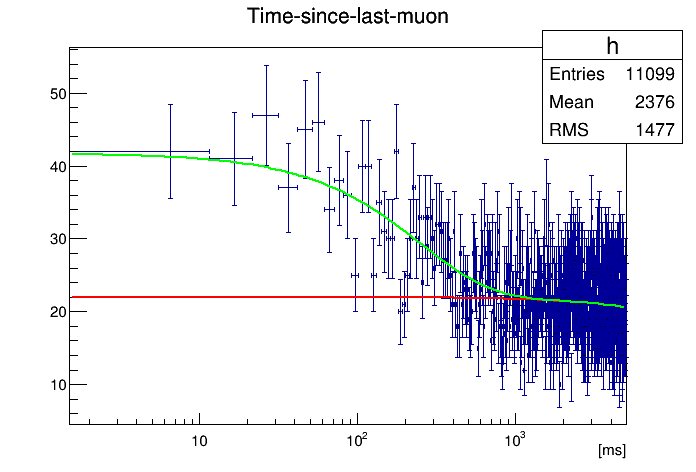 Time-since-last-muon
h
Entries 11099
Mean 2376
RMS 1477
50
40
30
20
10
10 10² 10³
[ms]